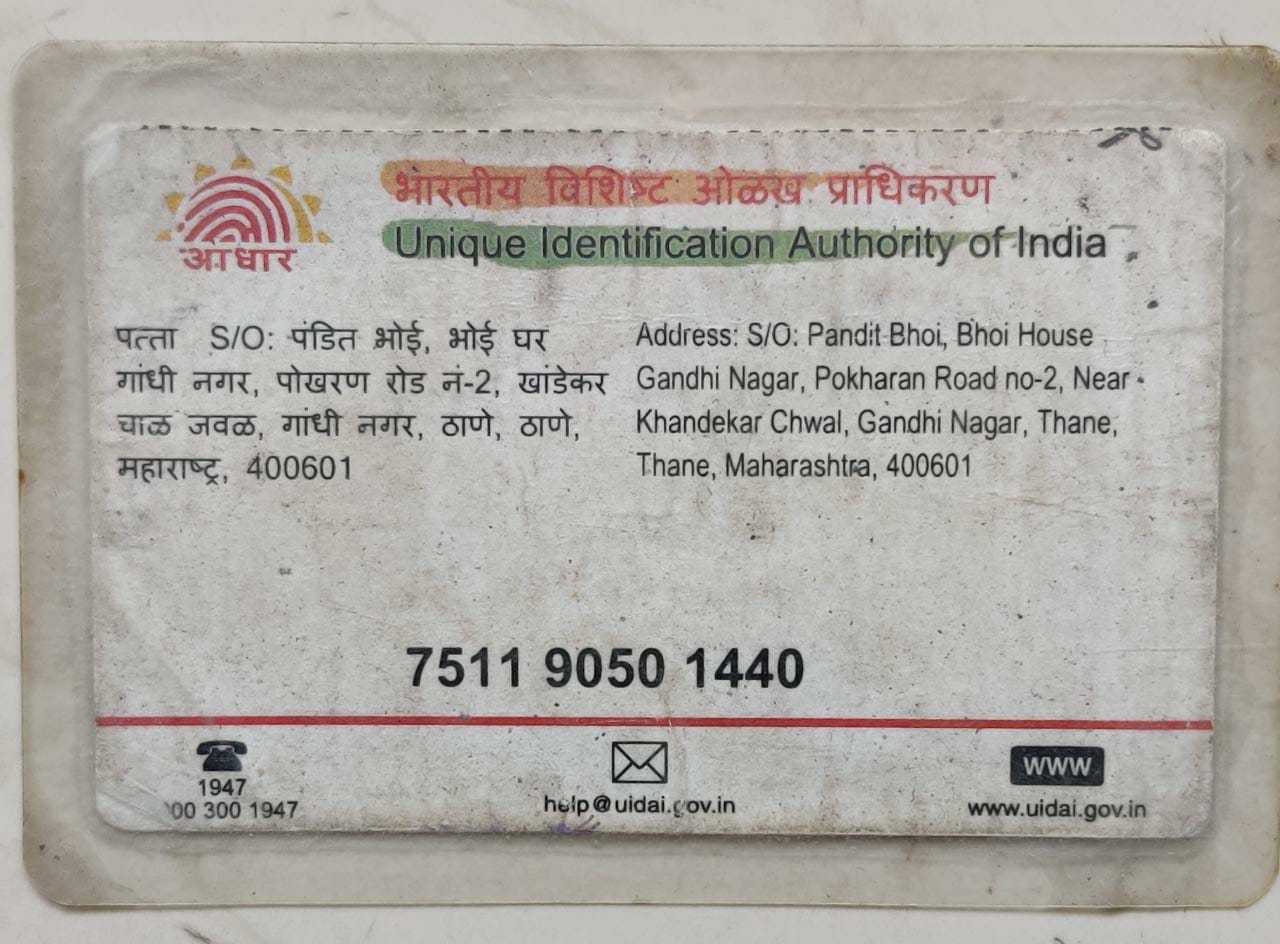 आधार
भारतीय विशिष्ट ओळख प्राधिकरण
Unique Identification Authority of India
पत्ता S/O: पंडित भोई, भोई घर
गांधी नगर, पोखरण रोड नं-2, खांडेकर
चाळ जवळ, गांधी नगर, ठाणे, ठाणे,
महाराष्ट्र, 400601
Address: S/O: Pandit Bhoi, Bhoi House
Gandhi Nagar, Pokharan Road no-2, Near
Khandekar Chwal, Gandhi Nagar, Thane,
Thane, Maharashtra, 400601
7511 9050 1440
1947
00 300 1947
help@uidai.gov.in
www
www.uidai.gov.in